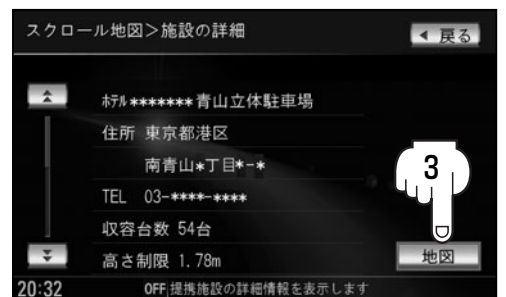 スクロール地図>施設の詳細
戻る
ホテル*******青山立体駐車場
住所 東京都港区
南青山*丁目*-*
TEL 03-****-****
収容台数 54台
高さ制限 1.78m
3
地図
20:32 OFF 提携施設の詳細情報を表示します